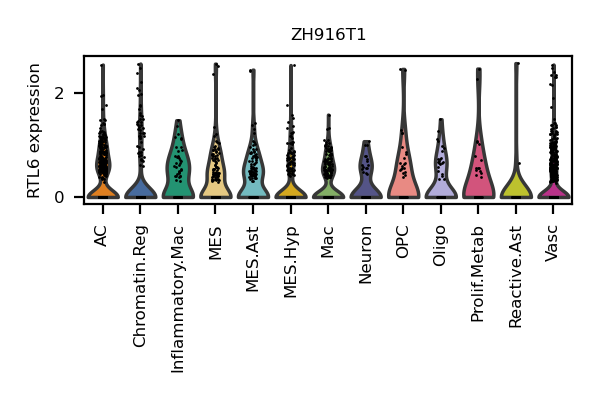 ZH916T1
RTL6 expression
2
0
AC
Chromatin.Reg
Inflammatory.Mac
MES
MES.Ast
MES.Hyp
Mac
Neuron
OPC
Oligo
Prolif.Metab
Reactive.Ast
Vasc